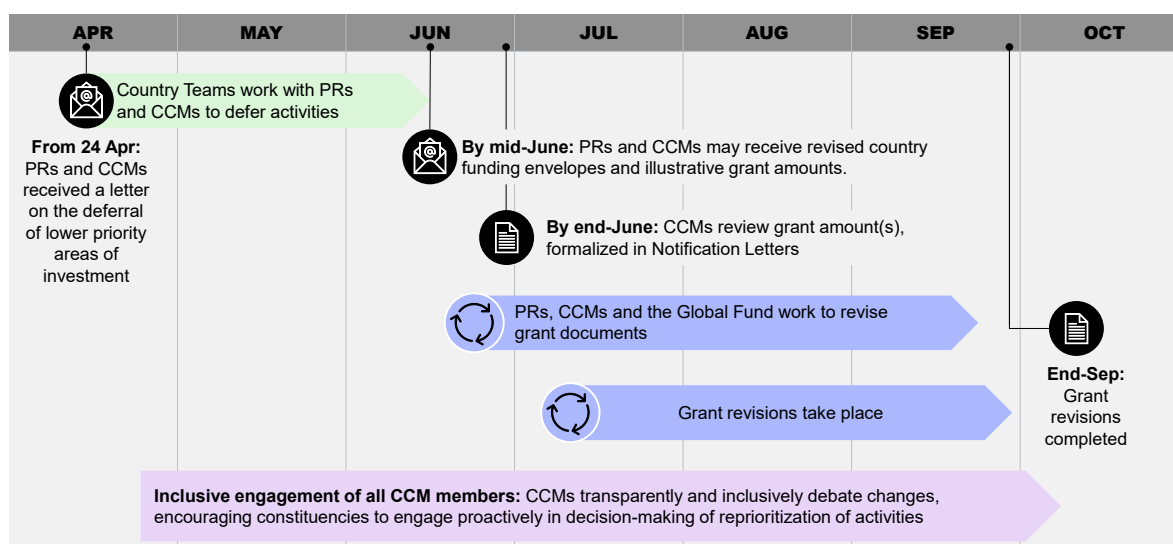 APR MAY JUN JUL AUG SEP OCT
Country Teams work with PRs
and CCMs to defer activities
From 24 Apr:
PRs and CCMs
received a letter
on the deferral
of lower priority
areas of
investment
By mid-June: PRs and CCMs may receive revised country
funding envelopes and illustrative grant amounts.
By end-June: CCMs review grant amount(s),
formalized in Notification Letters
PRs, CCMs and the Global Fund work to revise
grant documents
End-Sep:
Grant
revisions
completed
Grant revisions take place
Inclusive engagement of all CCM members: CCMs transparently and inclusively debate changes,
encouraging constituencies to engage proactively in decision-making of reprioritization of activities